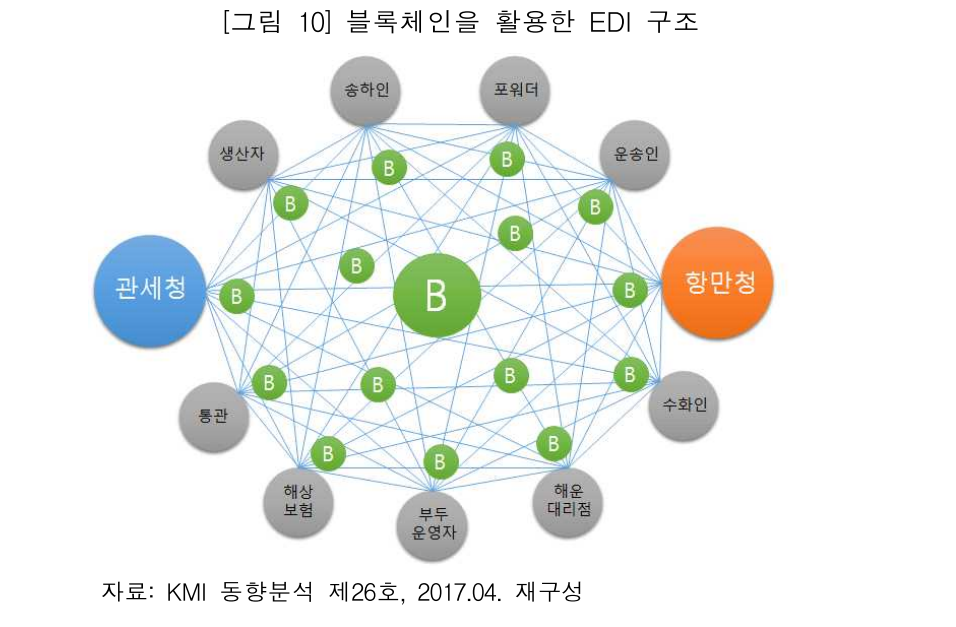 [그림 10] 블록체인을 활용한 EDI 구조
송하인
포워더
생산자
운송인
B
B
B
B
B
B
관세청
B
B
B
항만청
B
B
B
B
통관
수화인
B
B
B
해상
보험
부두
운영자
해운
대리점
자료: KMI 동향분석 제26호, 2017.04. 재구성